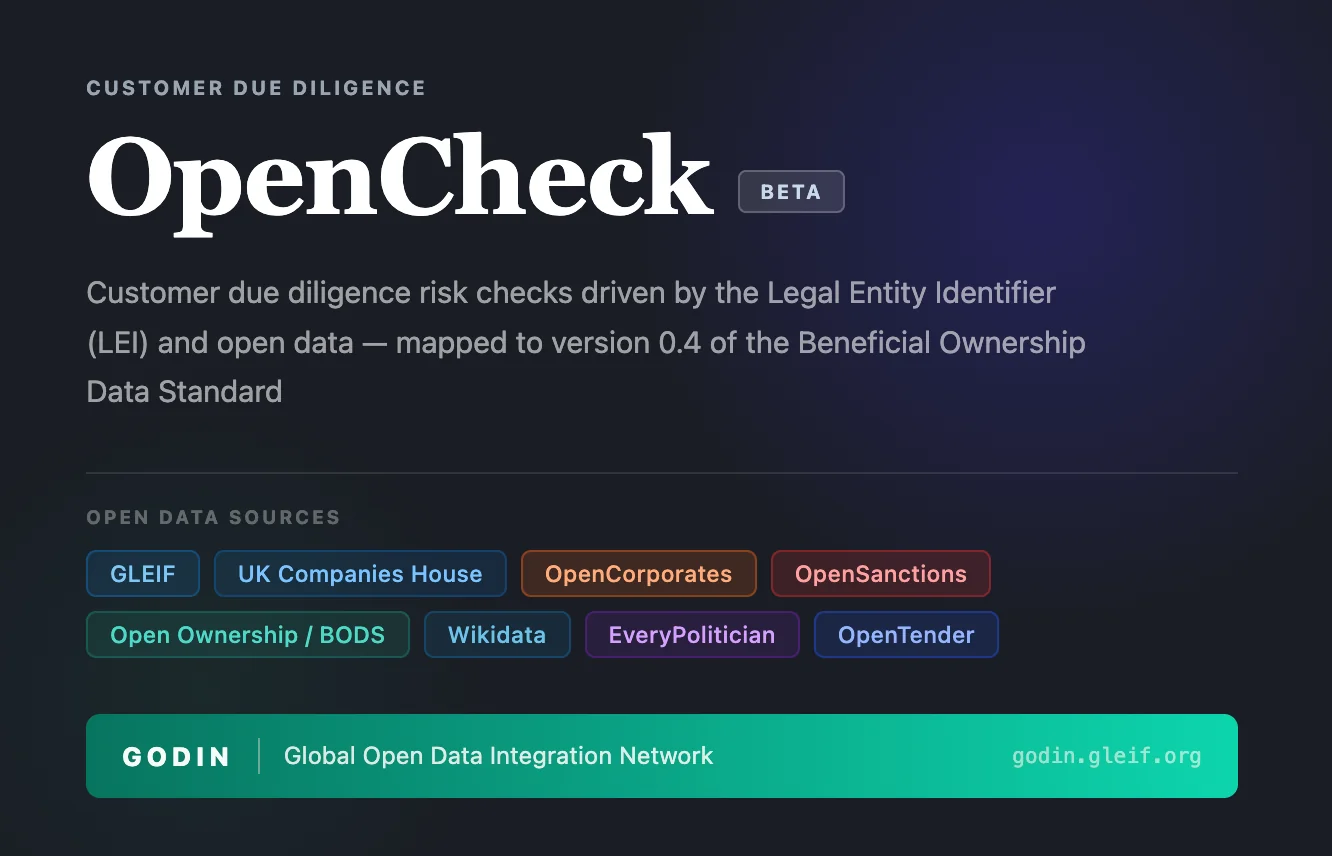 CUSTOMER DUE DILIGENCE
OpenCheck BETA
Customer due diligence risk checks driven by the Legal Entity Identifier
(LEI) and open data — mapped to version 0.4 of the Beneficial Ownership
Data Standard
OPEN DATA SOURCES
GLEIF UK Companies House OpenCorporates OpenSanctions
Open Ownership / BODS Wikidata EveryPolitician OpenTender
GODIN Global Open Data Integration Network godin.gleif.org